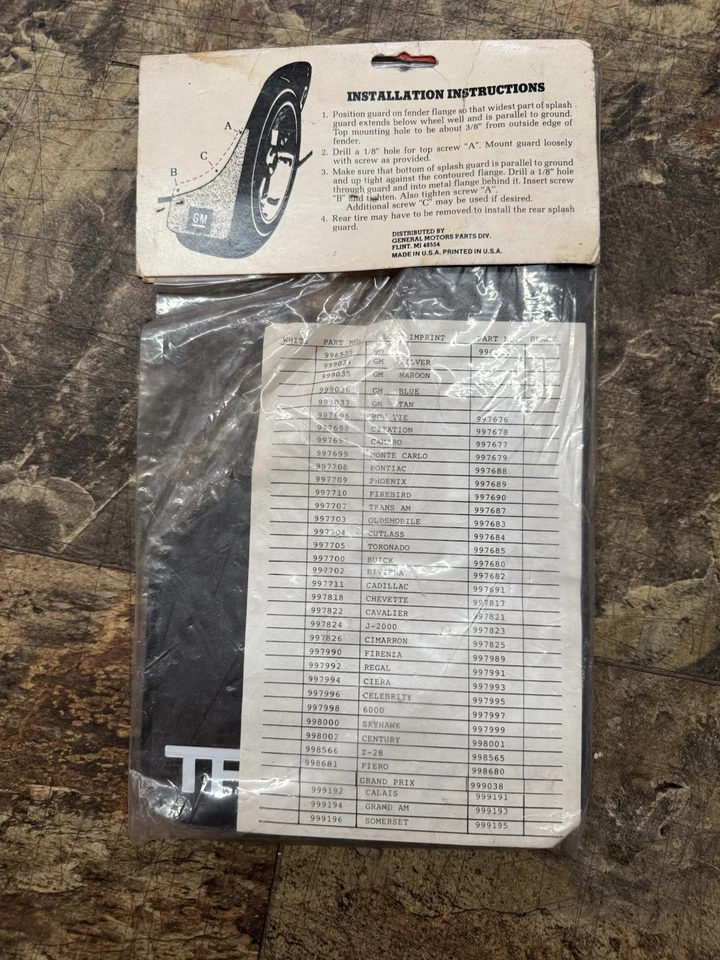 INSTALLATION INSTRUCTIONS
1. Position guard on fender flange so that widest part of splash
guard extends below wheel well and is parallel to ground.
Top mounting hole to be about 3/8" from outside edge of
fender.
2. Drill a 1/8" hole for top screw "A". Mount guard loosely
with screw as provided.
3. Make sure that bottom of splash guard is parallel to ground
and up tight against the contoured flange. Drill a 1/8" hole
through guard and into metal flange behind it. Insert screw
"B" and tighten. Also tighten screw "A".
Additional screw "C" may be used if desired.
4. Rear tire may have to be removed to install the rear splash
guard.
DISTRIBUTED BY
GENERAL MOTORS PARTS DIV.
FLINT, MI 48554
MADE IN U.S.A. PRINTED IN U.S.A.
A
C
B
GM
WHITE PART NO. IMPRINT PART NO. BLACK
GM SILVER
999035 GM MAROON
999036 GM BLUE
999037 GM TAN
997696 997676
997698 CITATION 997678
CAMARO 997677
997699 MONTE CARLO 997679
997708 PONTIAC 997688
997709 PHOENIX 997689
997710 FIREBIRD 997690
997707 TRANS AM 997687
997703 OLDSMOBILE 997683
997704 CUTLASS 997684
997705 TORONADO 997685
997700 BUICK 997680
997702 RIVIERA 997682
997711 CADILLAC 997691
997818 CHEVETTE 997817
997822 CAVALIER 997821
997824 J-2000 997823
997826 CIMARRON 997825
997990 FIRENZA 997989
997992 REGAL 997991
997994 CIERA 997993
997996 CELEBRITY 997995
997998 6000 997997
998000 SKYHAWK 997999
998002 CENTURY 998001
998566 Z-28 998565
998681 FIERO 998680
GRAND PRIX 999038
999192 CALAIS 999191
999194 GRAND AM 999193
999196 SOMERSET 999195